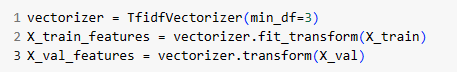 1 vectorizer = TfidfVectorizer(min_df=3)
2 X_train_features = vectorizer.fit_transform(X_train)
3 X_val_features = vectorizer.transform(X_val)